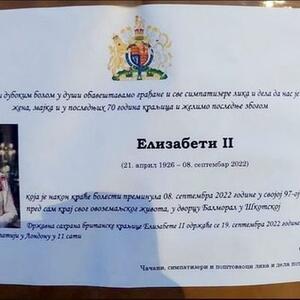 дубоким болом у души обавештавамо грађане и све симпатизере лика и дела да нас је
жена, мајка и у последњих 70 година краљица и желимо последње збогом
Елизабети II
(21. април 1926 – 08. септембар 2022)
која је након краће болести преминула 08. септембра 2022 године у својој 97-ој
пред сам крај свог овоземаљског живота, у дворцу Балморал у Шкотској
Државна сахрана британске краљице Елизабете II одржаће се 19. септембра 2022 године
у Лондону у 11 сати
Чачани, симпатизери и поштоваоци лика и дела